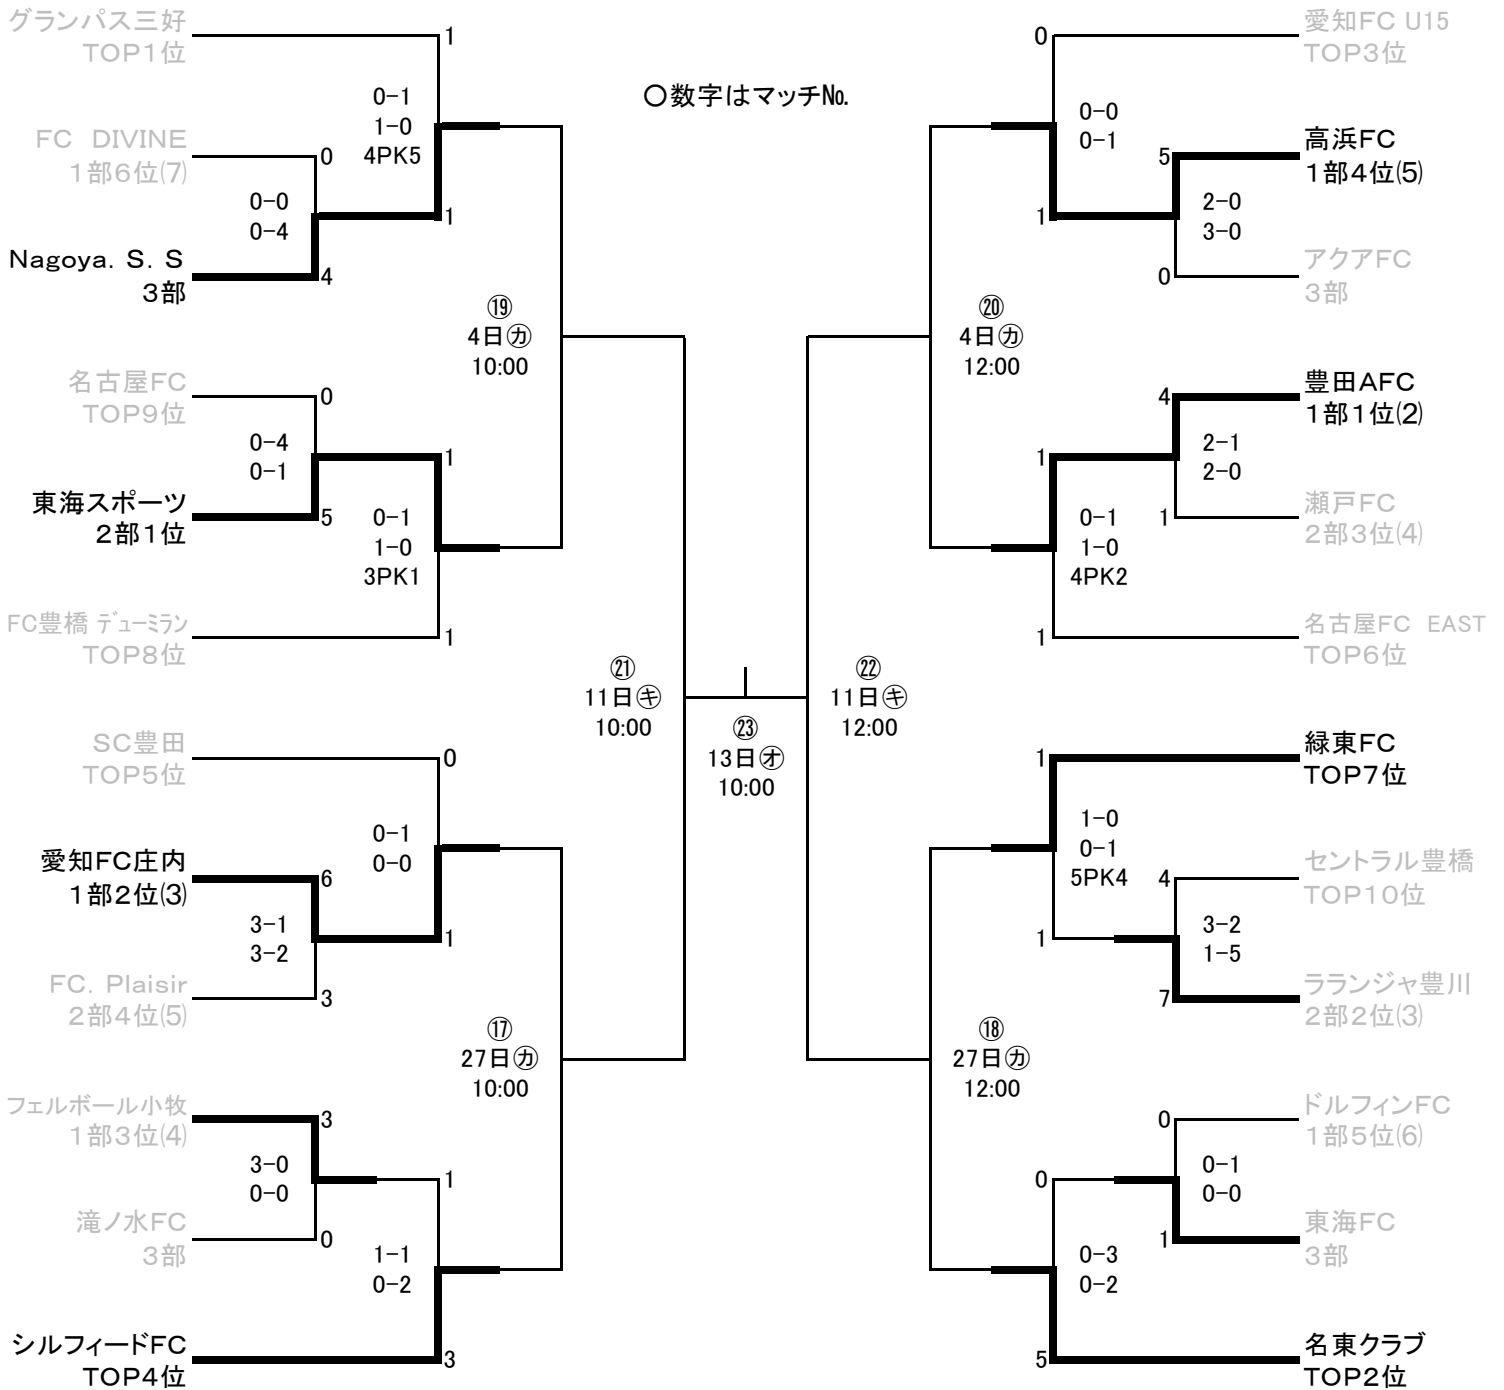 グランパス三好
TOP1位
1
0-1
1-0
4PK5
FC　DIVINE
1部6位(7)
0
0-0
0-4
1
Nagoya．S．S
3部
4
⑲
4日㋕
10:00
名古屋FC
TOP9位
0
0-4
0-1
1
東海スポーツ
2部1位
5
0-1
1-0
3PK1
FC豊橋 デューミラン
TOP8位
1
㉑
11日㋖
10:00
SC豊田
TOP5位
0
0-1
0-0
愛知FC庄内
1部2位(3)
6
3-1
3-2
1
FC．Plaisir
2部4位(5)
3
⑰
27日㋕
10:00
フェルボール小牧
1部3位(4)
3
3-0
0-0
1
滝ノ水FC
3部
0
1-1
0-2
シルフィードFC
TOP4位
3
○数字はマッチ№.
㉓
13日㋔
10:00
0
愛知FC U15
TOP3位
0-0
0-1
高浜FC
1部4位(5)
5
2-0
3-0
1
アクアFC
3部
0
⑳
4日㋕
12:00
豊田AFC
1部1位(2)
4
2-1
2-0
1
瀬戸FC
2部3位(4)
1
0-1
1-0
4PK2
名古屋FC　EAST
TOP6位
1
㉒
11日㋖
12:00
緑東FC
TOP7位
1
1-0
0-1
5PK4
セントラル豊橋
TOP10位
4
3-2
1-5
1
ラランジャ豊川
2部2位(3)
7
⑱
27日㋕
12:00
ドルフィンFC
1部5位(6)
0
0-1
0-0
0
東海FC
3部
1
0-3
0-2
名東クラブ
TOP2位
5